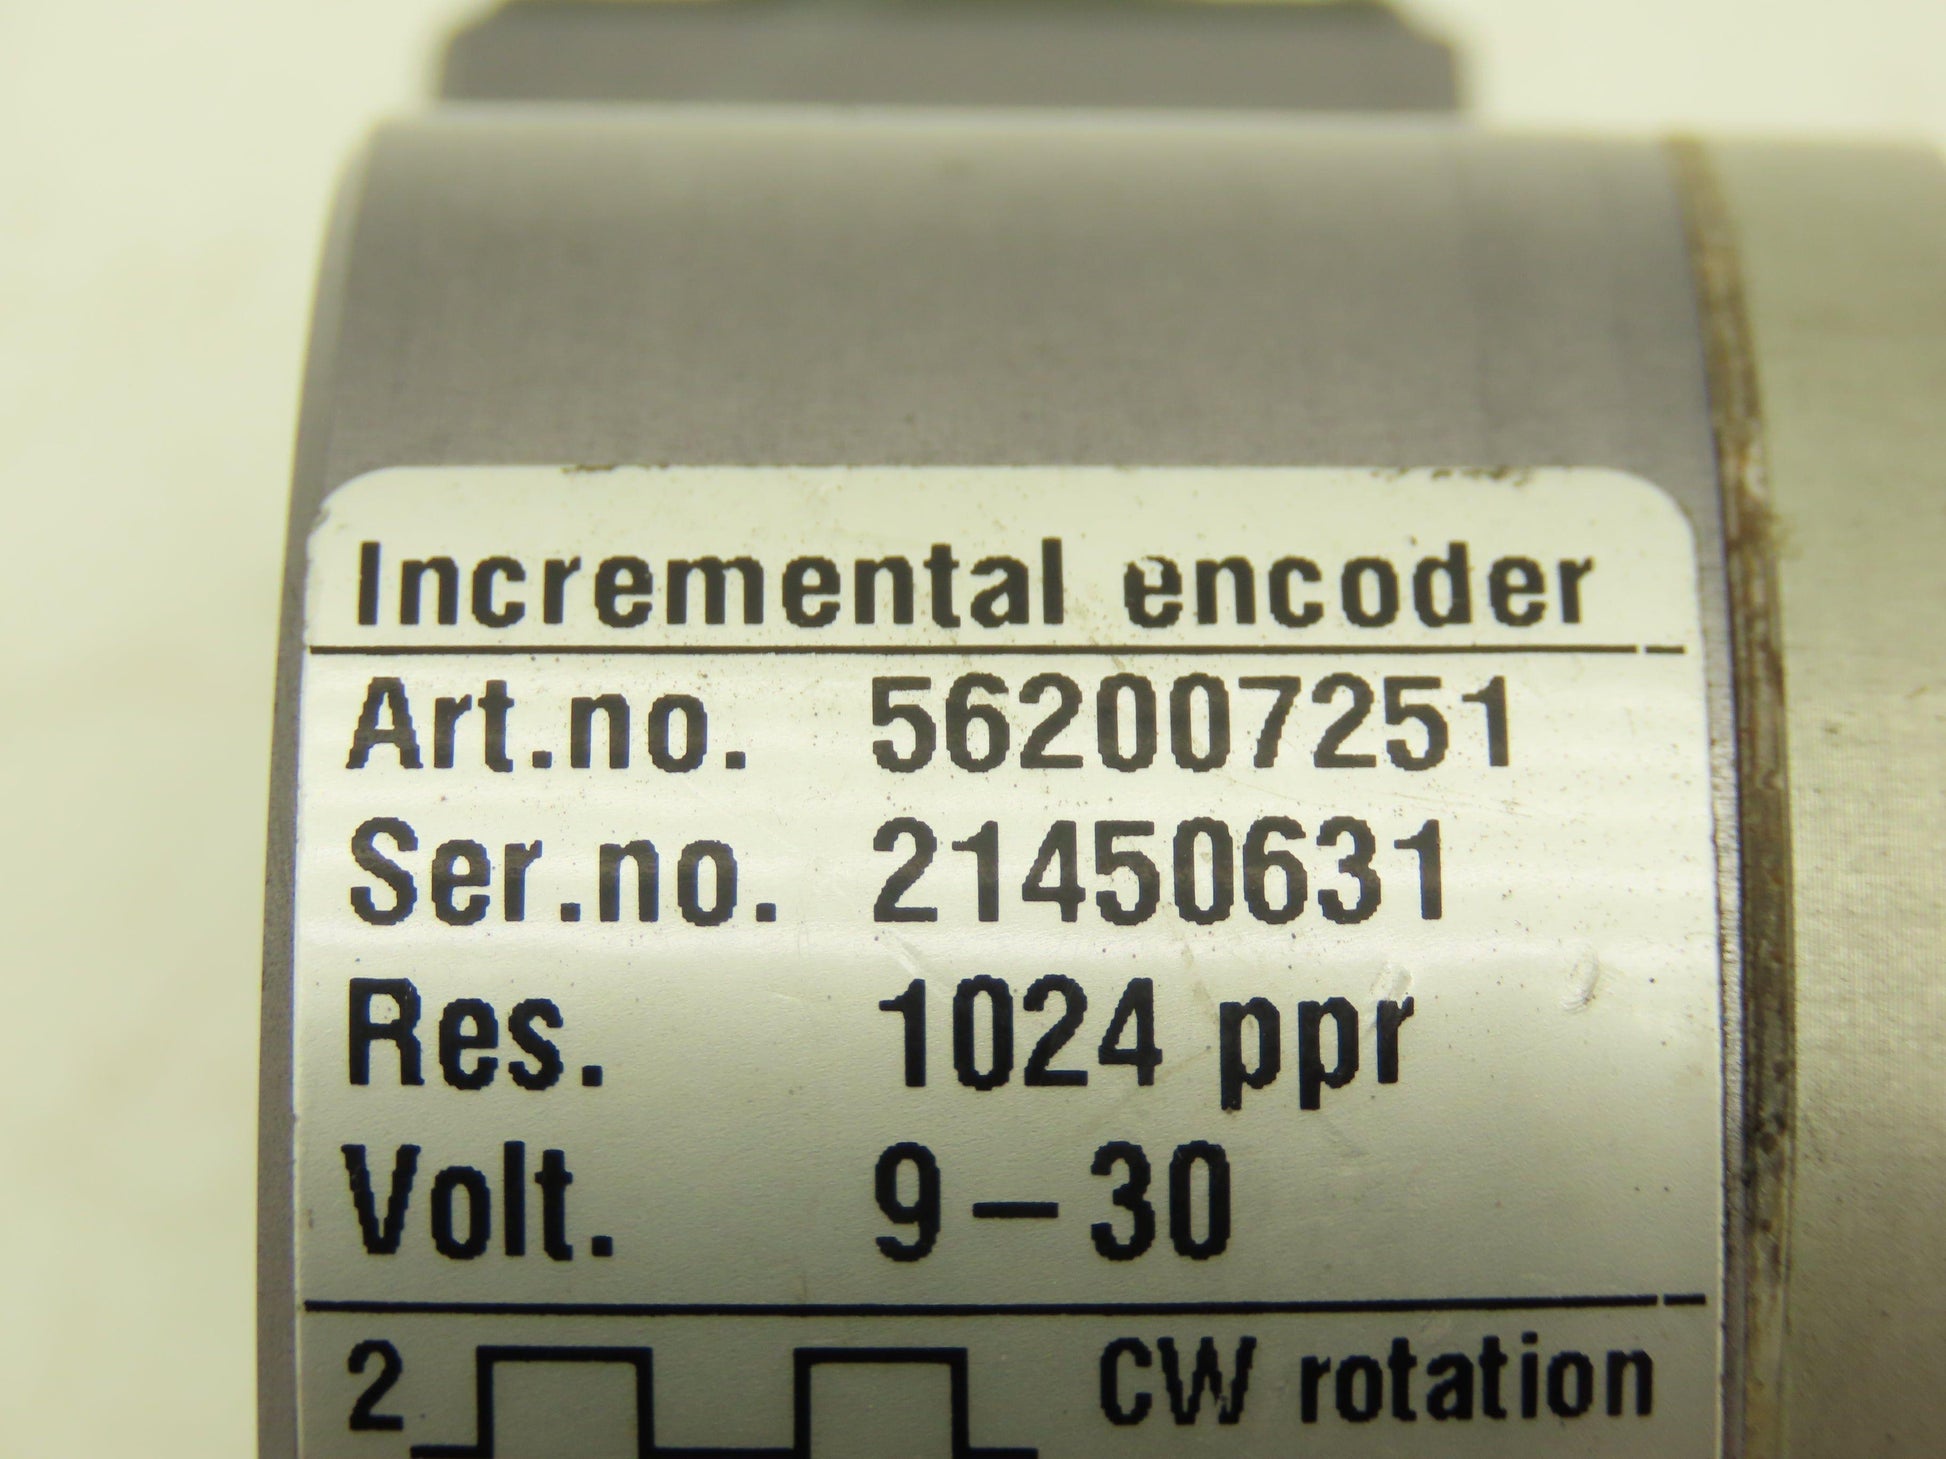 Incremental encoder
Art.no. 562007251
Ser.no. 21450631
Res. 1024 ppr
Volt. 9–30
2 CW rotation